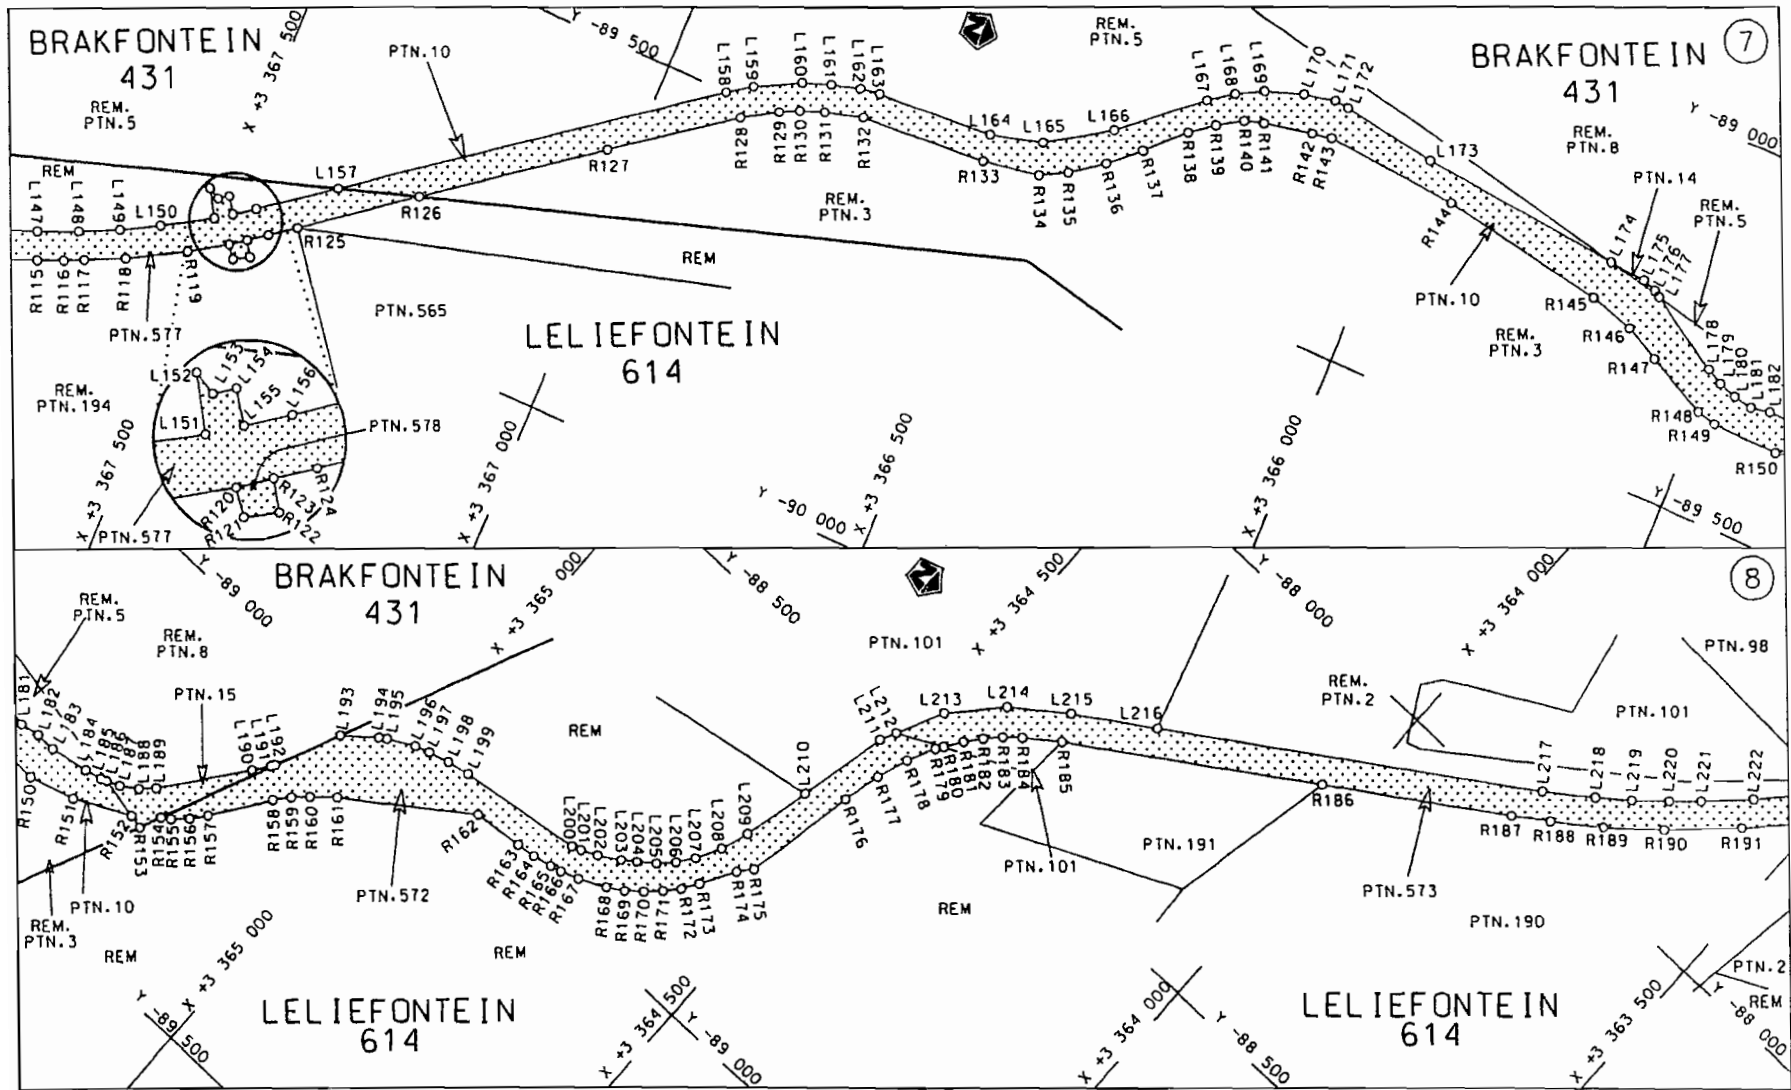 BRAKFONTEIN
431
REM.
PTN.5
X +3 367 500
PTN.10
Y -89 500
REM.
PTN.5
BRAKFONTEIN
431
7
REM.
PTN.8
Y -89 000
REM
L147
L148
L149
L150
L157
L158
L159
L160
L161
L162
L163
L164
L165
L166
L167
L168
L169
L170
L171
L172
L173
L174
L175
L176
L177
L178
L179
L180
L181
L182
PTN.14
REM.
PTN.5
R115
R116
R117
R118
R119
R125
R126
R127
R128
R129
R130
R131
R132
R133
R134
R135
R136
R137
R138
R139
R140
R141
R142
R143
R144
R145
R146
R147
R148
R149
R150
REM.
PTN.3
REM
PTN.10
REM.
PTN.3
PTN.577
PTN.565
LELIEFONTEIN
614
REM.
PTN.194
L151
L152
L153
L154
L155
L156
PTN.578
R120
R121
R122
R123
R124
PTN.577
X +3 367 500
X +3 367 000
Y -90 000
X +3 366 500
X +3 366 000
Y -89 500
BRAKFONTEIN
431
Y -89 000
X +3 365 000
Y -88 500
X +3 364 500
Y -88 000
X +3 364 000
8
REM.
PTN.5
REM.
PTN.8
PTN.15
PTN.101
REM
REM.
PTN.2
PTN.98
PTN.101
L181
L182
L183
L184
L185
L186
L187
L188
L189
L190
L191
L192
L193
L194
L195
L196
L197
L198
L199
L200
L201
L202
L203
L204
L205
L206
L207
L208
L209
L210
L211
L212
L213
L214
L215
L216
L217
L218
L219
L220
L221
L222
R150
R151
R152
R153
R154
R155
R156
R157
R158
R159
R160
R161
R162
R163
R164
R165
R166
R167
R168
R169
R170
R171
R172
R173
R174
R175
R176
R177
R178
R179
R180
R181
R182
R183
R184
R185
R186
R187
R188
R189
R190
R191
REM.
PTN.3
PTN.10
PTN.572
PTN.101
PTN.191
PTN.573
PTN.190
REM
REM
REM
PTN.2
REM
LELIEFONTEIN
614
LELIEFONTEIN
614
Y -89 500
X +3 365 000
X +3 364 500
Y -89 000
X +3 364 000
Y -88 500
X +3 363 500
Y -88 000